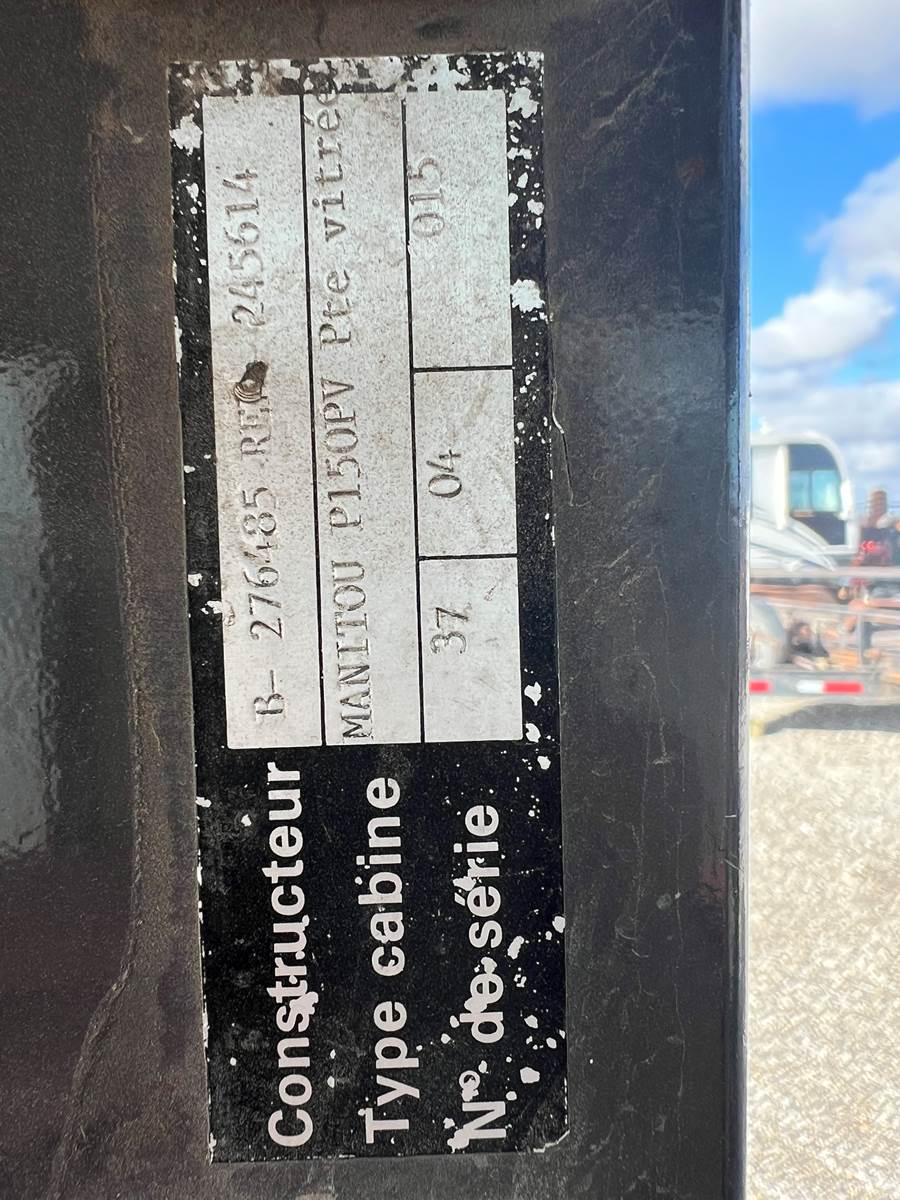 Constructeur B- 276485 REF 245614
Type cabine MANITOU P150PV Pte vitrée
N° de série 37 04 015